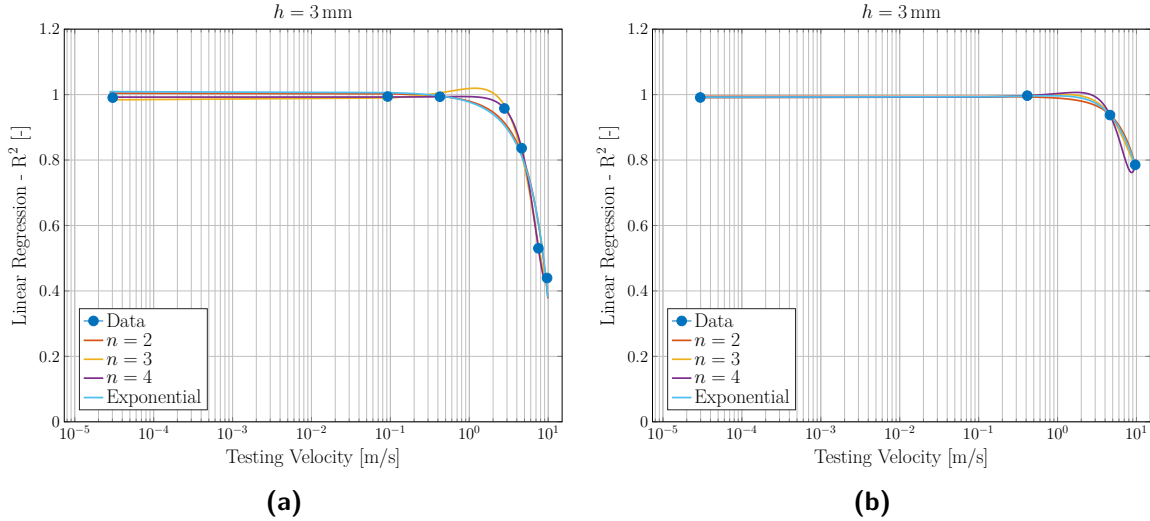 h = 3 mm
1.2
1
0.8
0.6
0.4
0.2
0
Linear Regression - R² [-]
Data
n = 2
n = 3
n = 4
Exponential
10⁻⁵
10⁻⁴
10⁻³
10⁻²
10⁻¹
10⁰
10¹
Testing Velocity [m/s]
(a)
h = 3 mm
1.2
1
0.8
0.6
0.4
0.2
0
Linear Regression - R² [-]
Data
n = 2
n = 3
n = 4
Exponential
10⁻⁵
10⁻⁴
10⁻³
10⁻²
10⁻¹
10⁰
10¹
Testing Velocity [m/s]
(b)